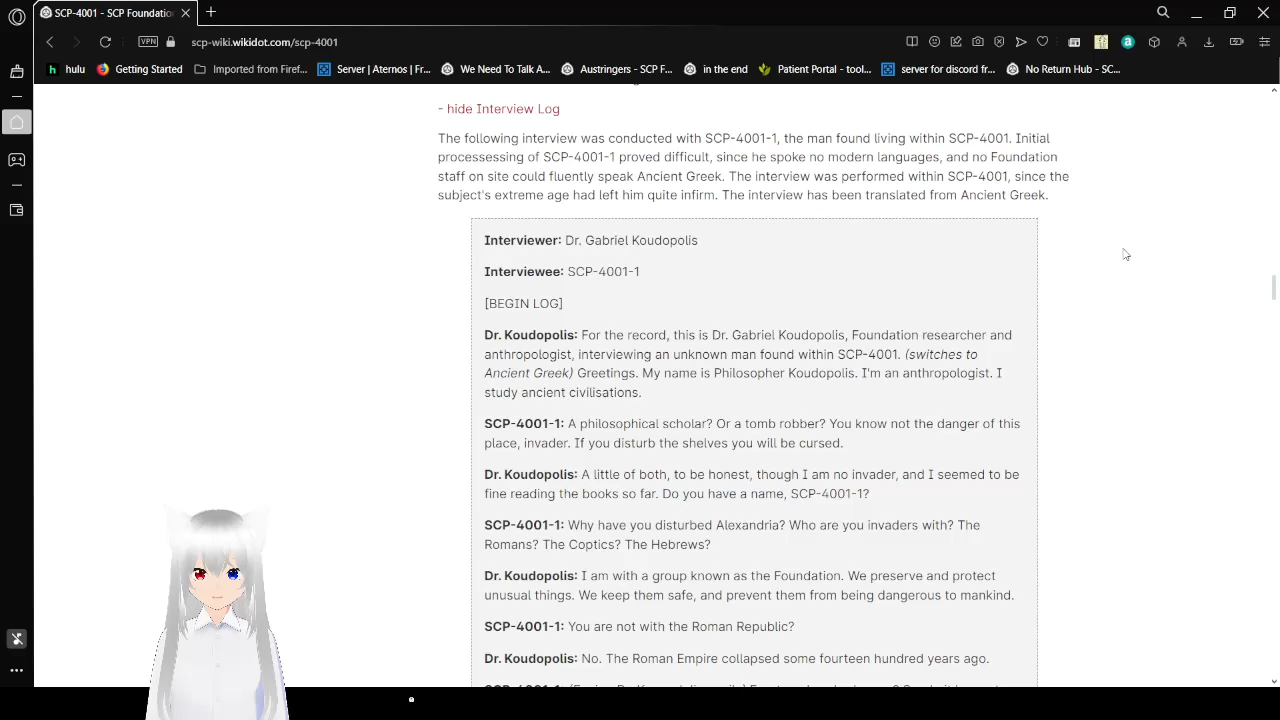 SCP-4001 - SCP Foundatio
scp-wiki.wikidot.com/scp-4001
VPN
hulu
Getting Started
Imported from Firef...
Server | Aternos | Fr...
We Need To Talk A...
Austringers - SCP F...
in the end
Patient Portal - tool...
server for discord fr...
No Return Hub - SC...
- hide Interview Log
The following interview was conducted with SCP-4001-1, the man found living within SCP-4001. Initial
processessing of SCP-4001-1 proved difficult, since he spoke no modern languages, and no Foundation
staff on site could fluently speak Ancient Greek. The interview was performed within SCP-4001, since the
subject's extreme age had left him quite infirm. The interview has been translated from Ancient Greek.
Interviewer: Dr. Gabriel Koudopolis
Interviewee: SCP-4001-1
[BEGIN LOG]
Dr. Koudopolis: For the record, this is Dr. Gabriel Koudopolis, Foundation researcher and
anthropologist, interviewing an unknown man found within SCP-4001. (switches to
Ancient Greek) Greetings. My name is Philosopher Koudopolis. I'm an anthropologist. I
study ancient civilisations.
SCP-4001-1: A philosophical scholar? Or a tomb robber? You know not the danger of this
place, invader. If you disturb the shelves you will be cursed.
Dr. Koudopolis: A little of both, to be honest, though I am no invader, and I seemed to be
fine reading the books so far. Do you have a name, SCP-4001-1?
SCP-4001-1: Why have you disturbed Alexandria? Who are you invaders with? The
Romans? The Coptics? The Hebrews?
Dr. Koudopolis: I am with a group known as the Foundation. We preserve and protect
unusual things. We keep them safe, and prevent them from being dangerous to mankind.
SCP-4001-1: You are not with the Roman Republic?
Dr. Koudopolis: No. The Roman Empire collapsed some fourteen hundred years ago.